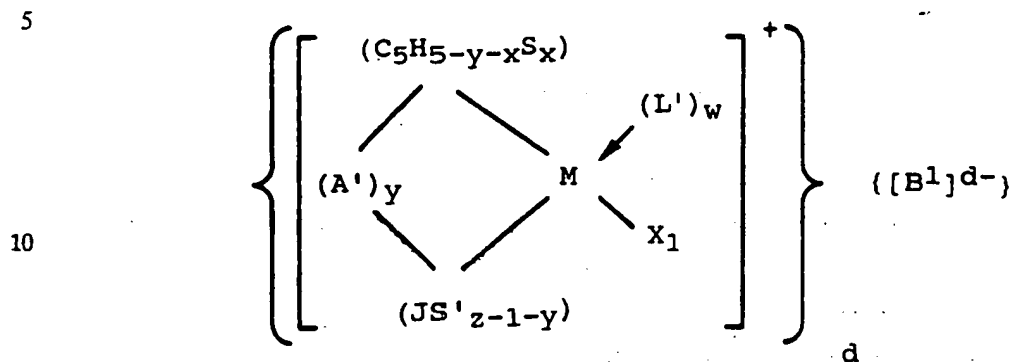 5
+
(C5H5-y-xSx)
(L')w
(A')y
M
{[B1]d-}
10
X1
(JS'z-1-y)
d